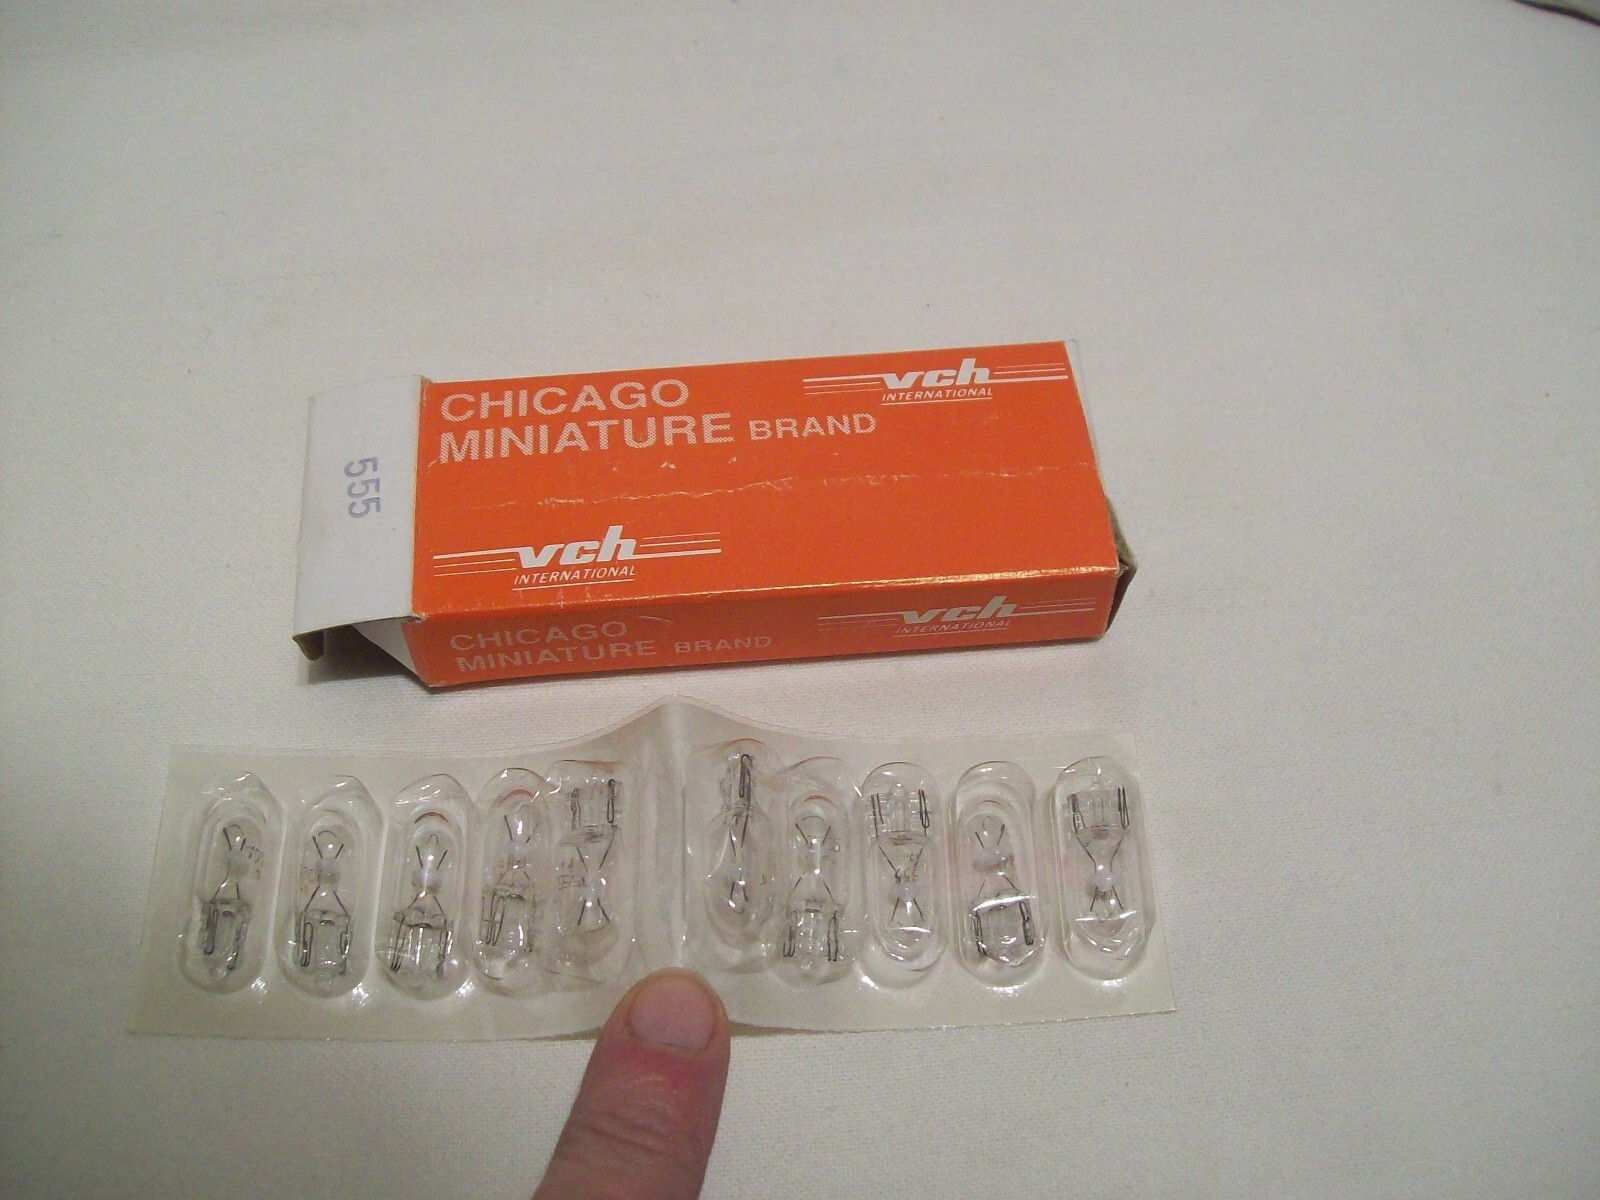 CHICAGO
MINIATURE BRAND
vch
INTERNATIONAL
555
vch
INTERNATIONAL
CHICAGO
MINIATURE BRAND
vch
INTERNATIONAL